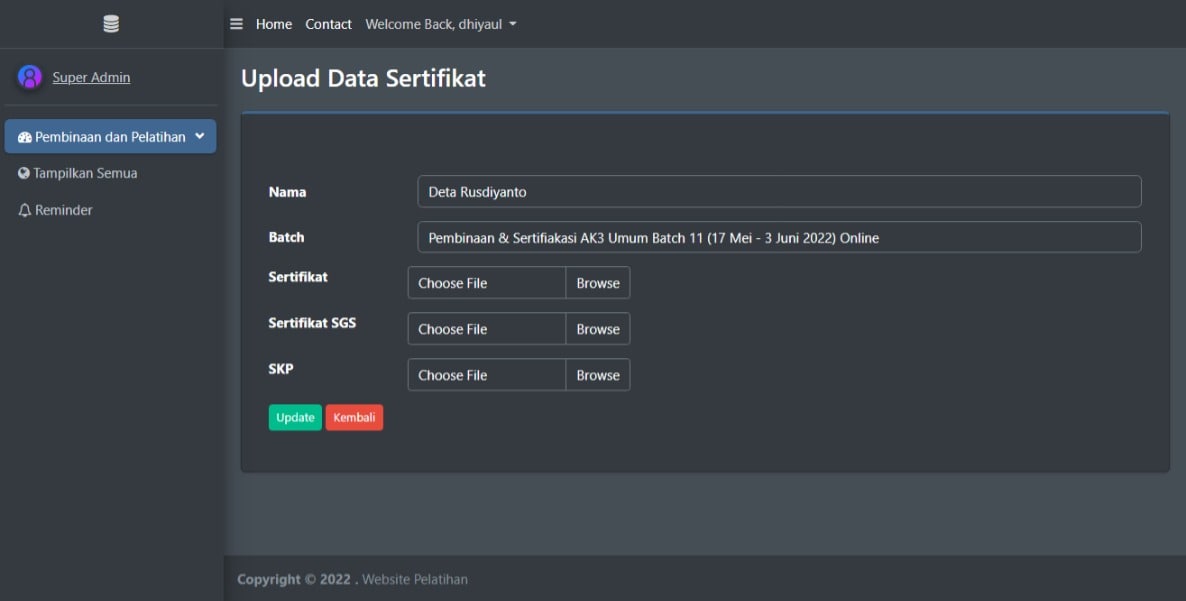 Home Contact Welcome Back, dhiyaul
Super Admin
Pembinaan dan Pelatihan
Tampilkan Semua
Reminder
Upload Data Sertifikat
Nama Deta Rusdiyanto
Batch Pembinaan & Sertifiakasi AK3 Umum Batch 11 (17 Mei - 3 Juni 2022) Online
Sertifikat Choose File Browse
Sertifikat SGS Choose File Browse
SKP Choose File Browse
Update Kembali
Copyright © 2022 . Website Pelatihan